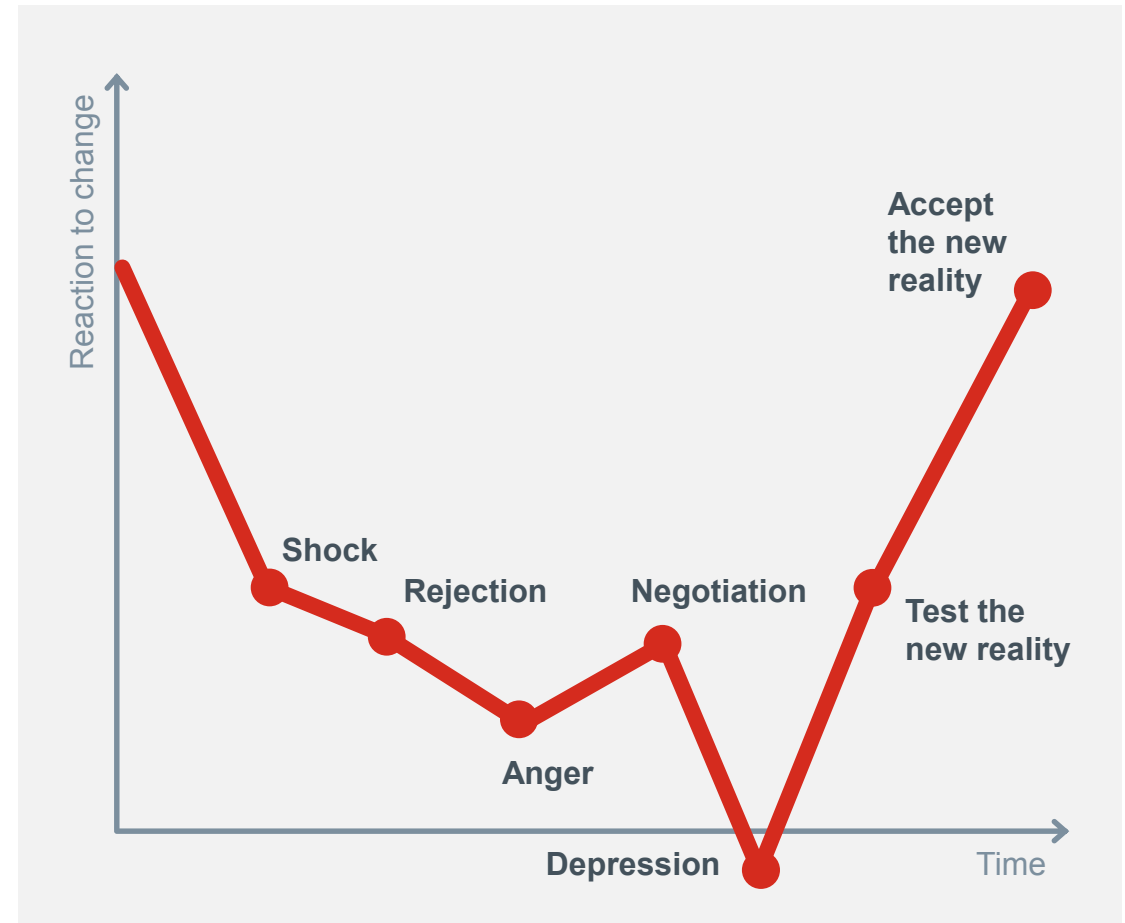 Reaction to change
Accept
the new
reality
Shock
Rejection
Negotiation
Test the
new reality
Anger
Depression
Time